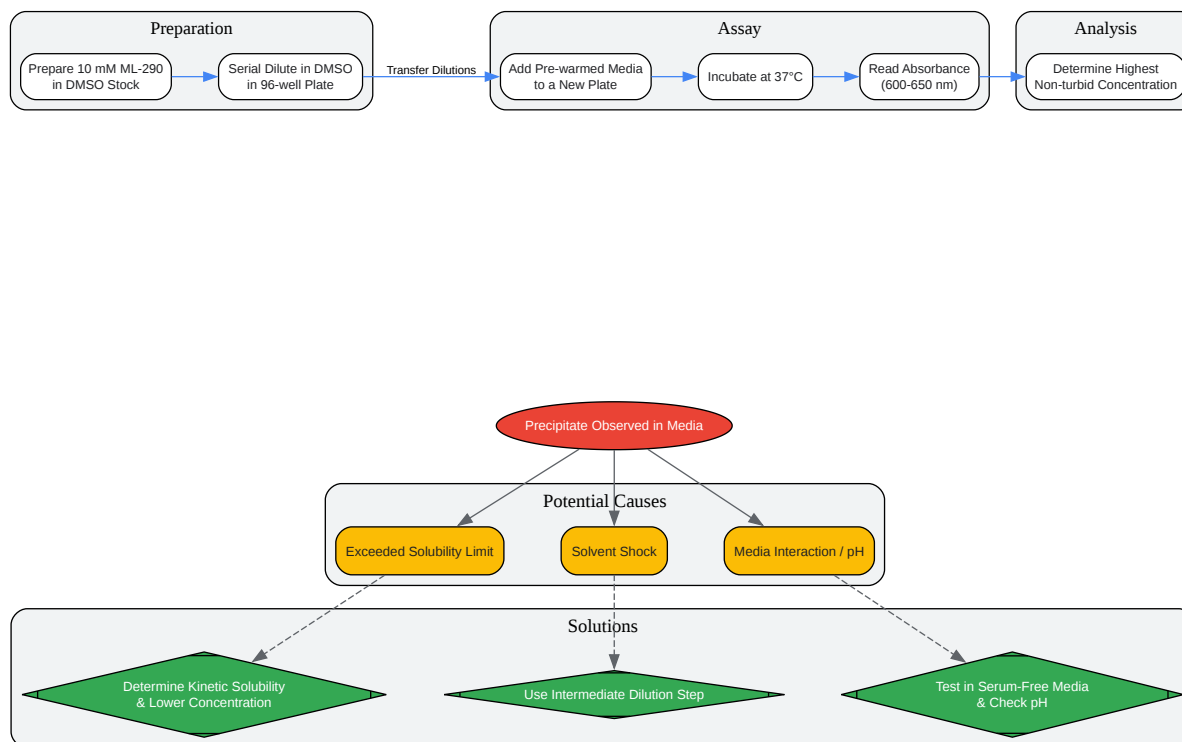 Preparation
Assay
Analysis
Prepare 10 mM ML-290
in DMSO Stock
Serial Dilute in DMSO
in 96-well Plate
Transfer Dilutions
Add Pre-warmed Media
to a New Plate
Incubate at 37°C
Read Absorbance
(600-650 nm)
Determine Highest
Non-turbid Concentration
Precipitate Observed in Media
Potential Causes
Exceeded Solubility Limit
Solvent Shock
Media Interaction / pH
Solutions
Determine Kinetic Solubility
& Lower Concentration
Use Intermediate Dilution Step
Test in Serum-Free Media
& Check pH